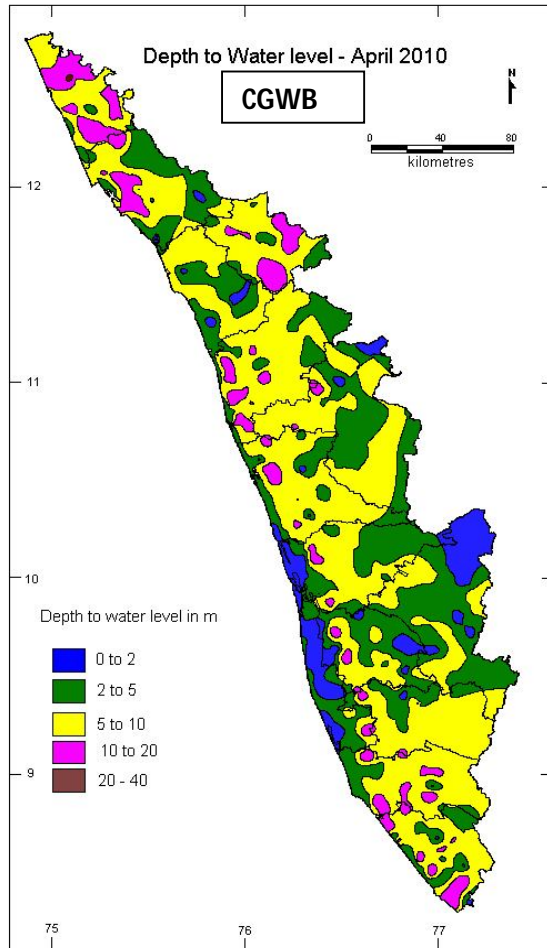 Depth to Water level - April 2010
CGWB
N
0 40 80
kilometres
12
11
10
9
Depth to water level in m
0 to 2
2 to 5
5 to 10
10 to 20
20 - 40
75 76 77